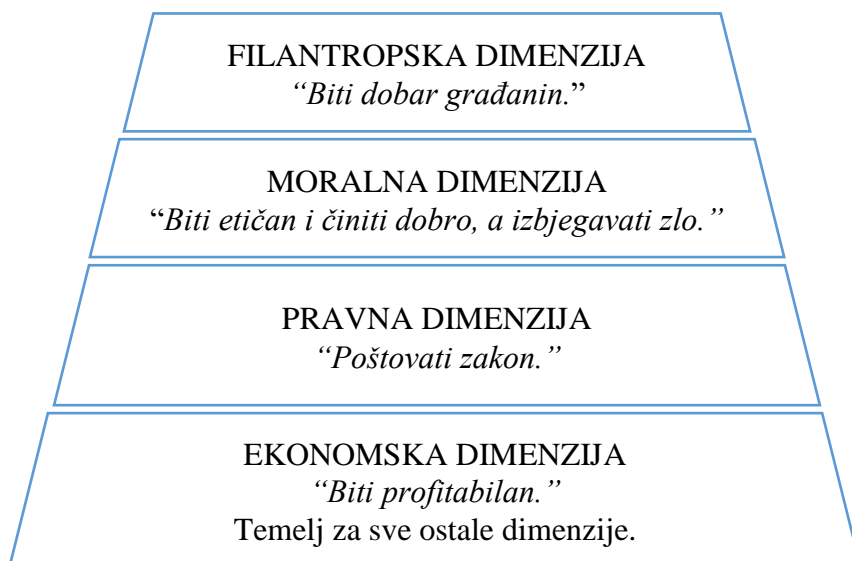 FILANTROPSKA DIMENZIJA
“Biti dobar građanin.”
MORALNA DIMENZIJA
“Biti etičan i činiti dobro, a izbjegavati zlo.”
PRAVNA DIMENZIJA
“Poštovati zakon.”
EKONOMSKA DIMENZIJA
“Biti profitabilan.”
Temelj za sve ostale dimenzije.